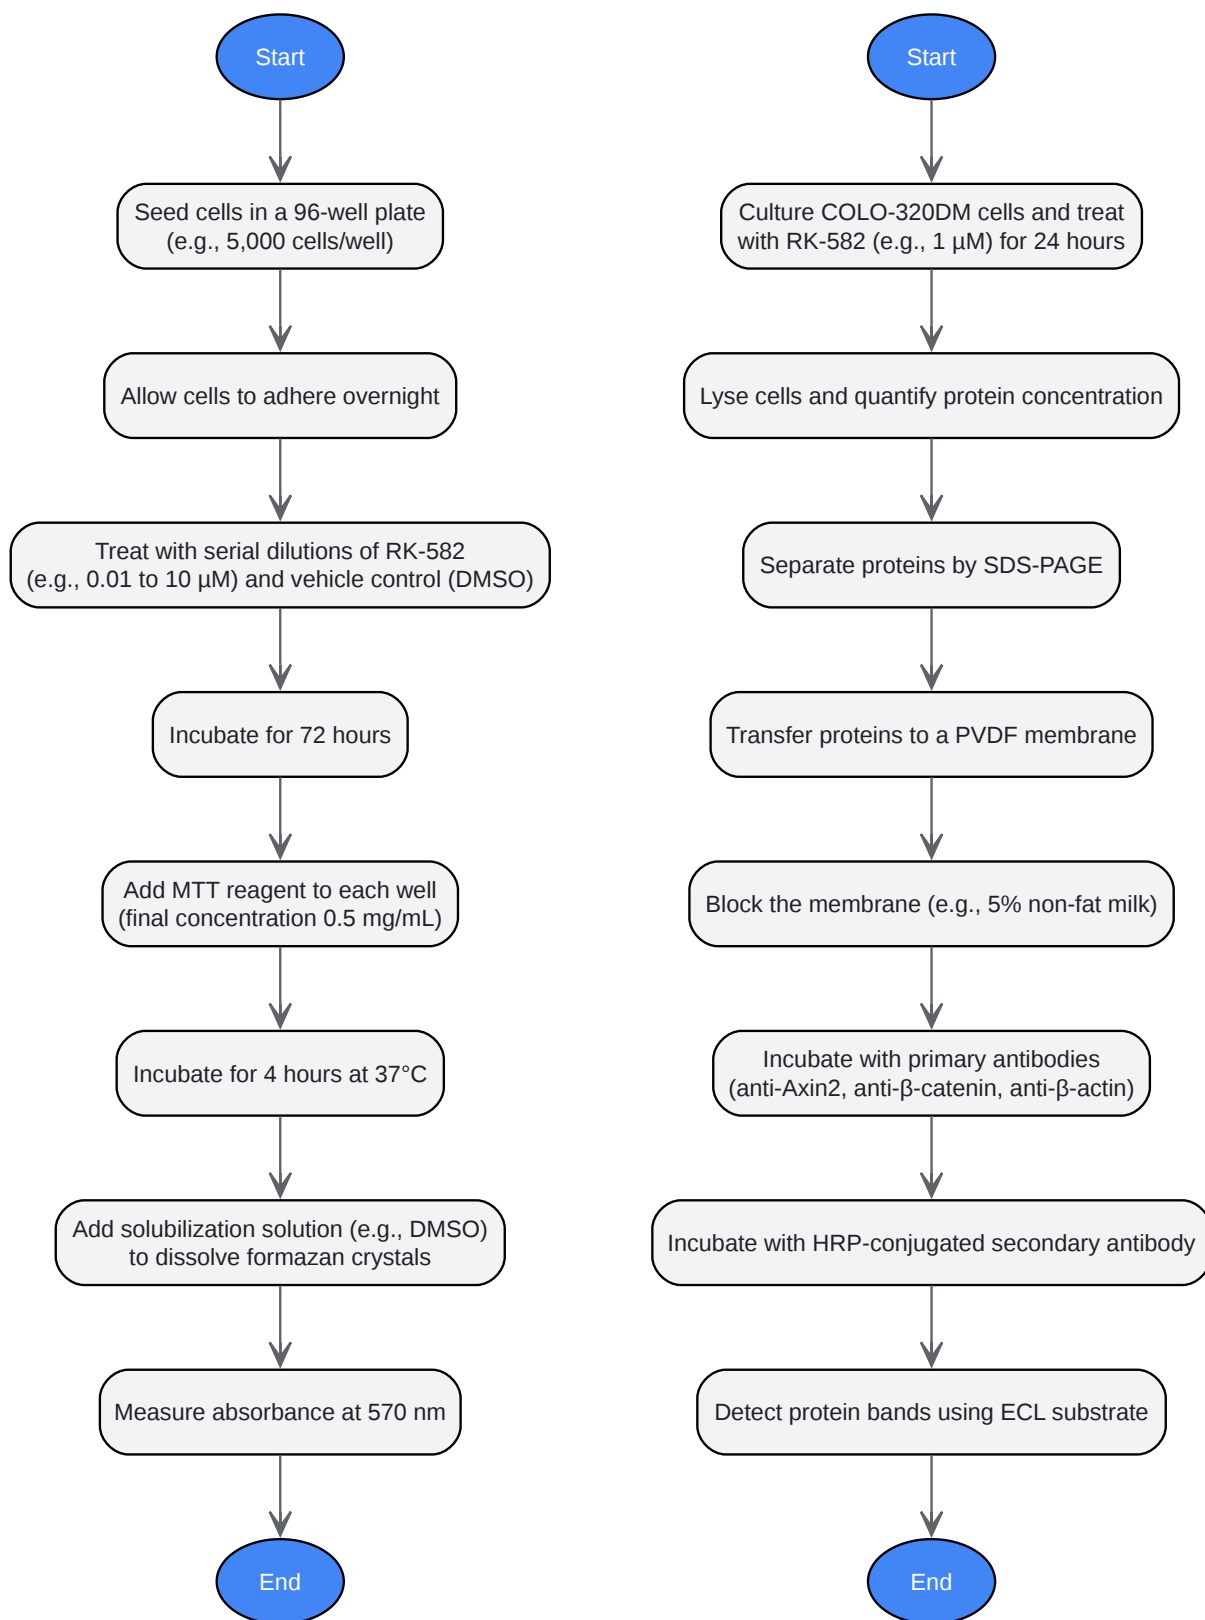 Start
Seed cells in a 96-well plate
(e.g., 5,000 cells/well)
Allow cells to adhere overnight
Treat with serial dilutions of RK-582
(e.g., 0.01 to 10 µM) and vehicle control (DMSO)
Incubate for 72 hours
Add MTT reagent to each well
(final concentration 0.5 mg/mL)
Incubate for 4 hours at 37°C
Add solubilization solution (e.g., DMSO)
to dissolve formazan crystals
Measure absorbance at 570 nm
End
Start
Culture COLO-320DM cells and treat
with RK-582 (e.g., 1 µM) for 24 hours
Lyse cells and quantify protein concentration
Separate proteins by SDS-PAGE
Transfer proteins to a PVDF membrane
Block the membrane (e.g., 5% non-fat milk)
Incubate with primary antibodies
(anti-Axin2, anti-β-catenin, anti-β-actin)
Incubate with HRP-conjugated secondary antibody
Detect protein bands using ECL substrate
End